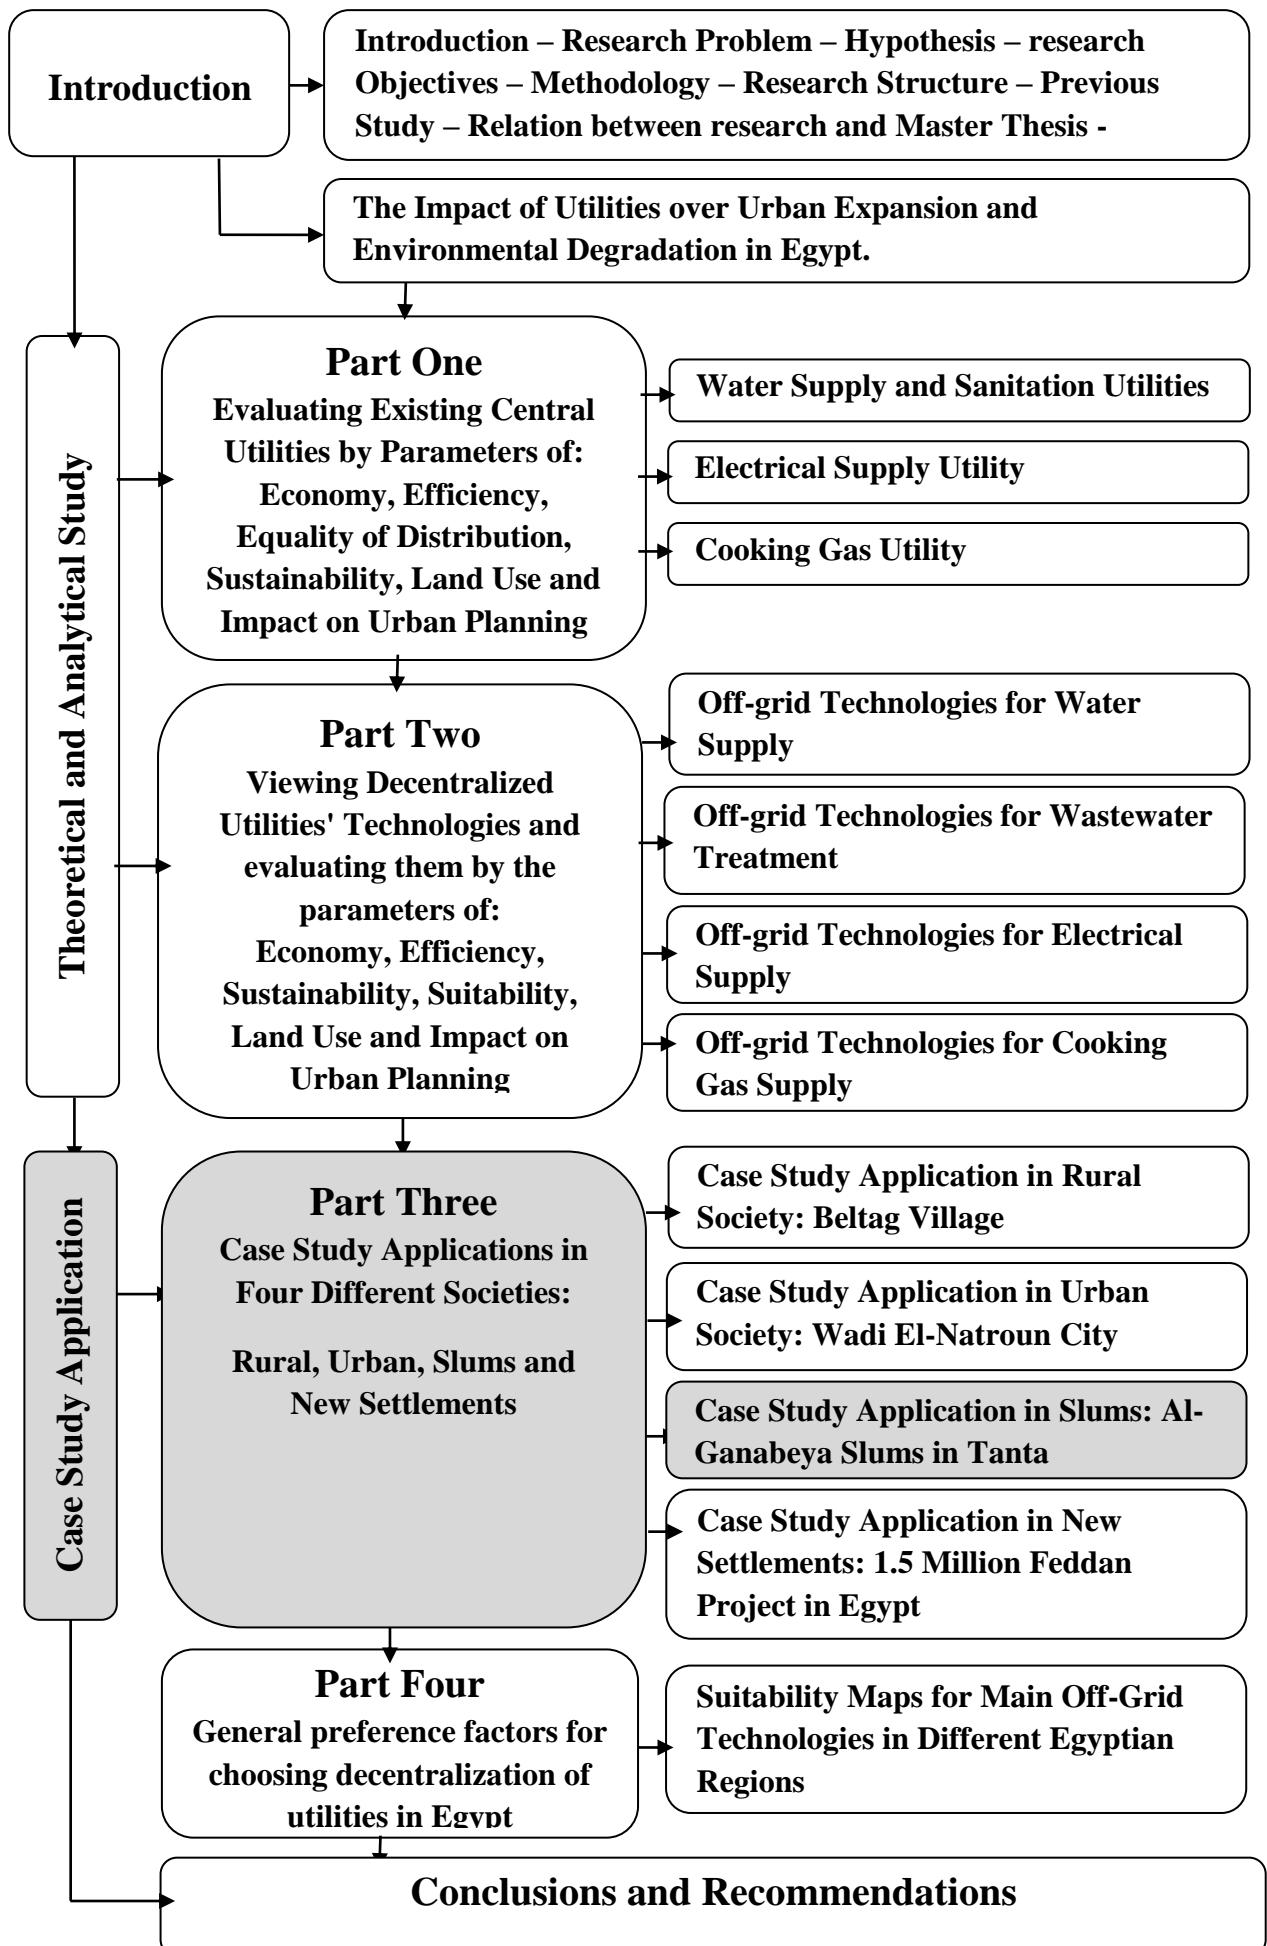 Introduction
Introduction – Research Problem – Hypothesis – research
Objectives – Methodology – Research Structure – Previous
Study – Relation between research and Master Thesis -
The Impact of Utilities over Urban Expansion and
Environmental Degradation in Egypt.
Theoretical and Analytical Study
Part One
Evaluating Existing Central
Utilities by Parameters of:
Economy, Efficiency,
Equality of Distribution,
Sustainability, Land Use and
Impact on Urban Planning
Water Supply and Sanitation Utilities
Electrical Supply Utility
Cooking Gas Utility
Part Two
Viewing Decentralized
Utilities' Technologies and
evaluating them by the
parameters of:
Economy, Efficiency,
Sustainability, Suitability,
Land Use and Impact on
Urban Planning
Off-grid Technologies for Water
Supply
Off-grid Technologies for Wastewater
Treatment
Off-grid Technologies for Electrical
Supply
Off-grid Technologies for Cooking
Gas Supply
Case Study Application
Part Three
Case Study Applications in
Four Different Societies:
Rural, Urban, Slums and
New Settlements
Case Study Application in Rural
Society: Beltag Village
Case Study Application in Urban
Society: Wadi El-Natroun City
Case Study Application in Slums: Al-
Ganabeya Slums in Tanta
Case Study Application in New
Settlements: 1.5 Million Feddan
Project in Egypt
Part Four
General preference factors for
choosing decentralization of
utilities in Egypt
Suitability Maps for Main Off-Grid
Technologies in Different Egyptian
Regions
Conclusions and Recommendations